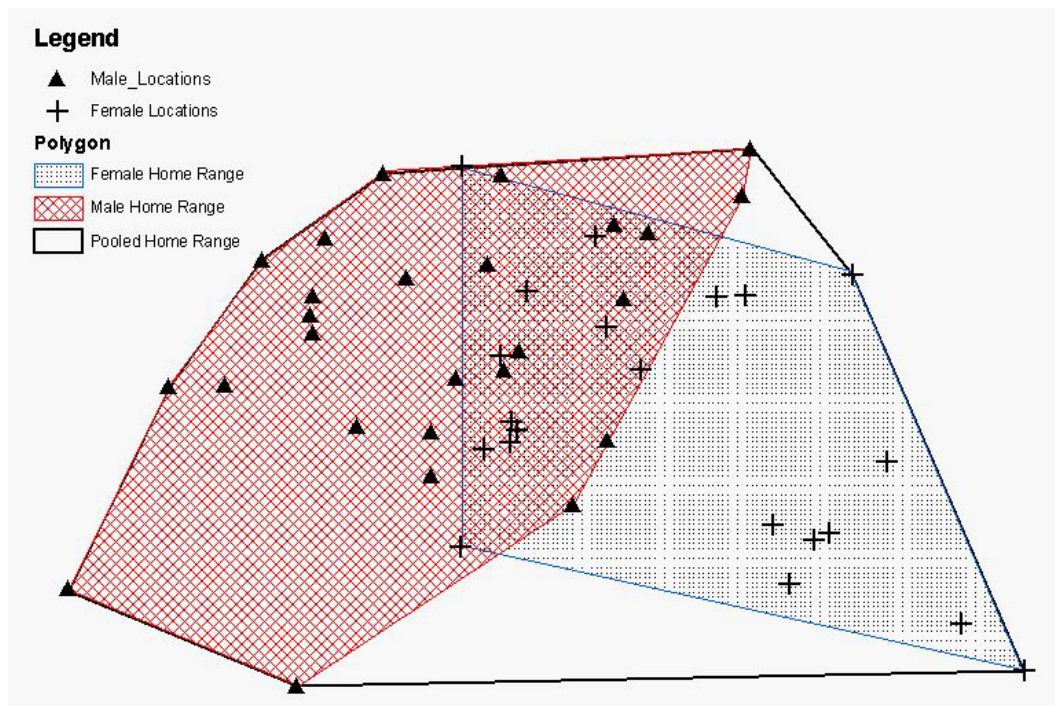 Legend
Male_Locations
Female Locations
Polygon
Female Home Range
Male Home Range
Pooled Home Range